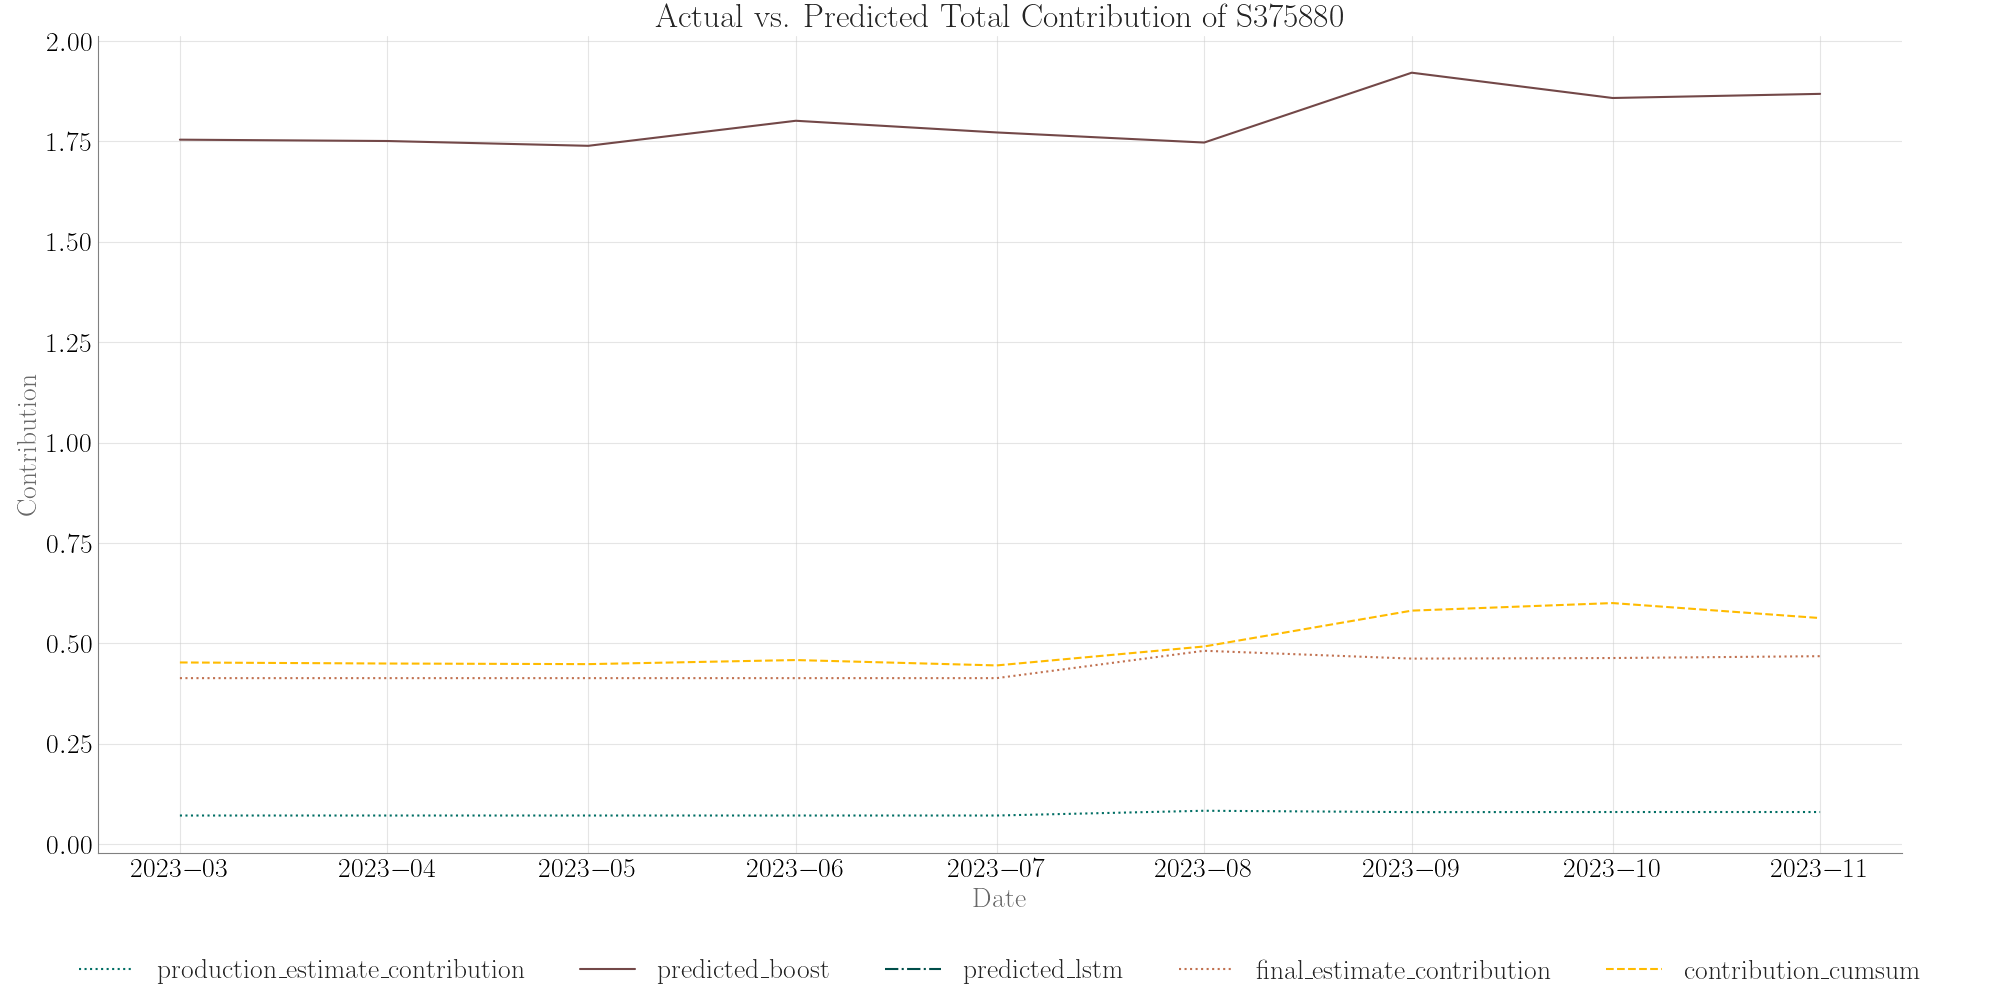 Actual vs. Predicted Total Contribution of S375880
2.00
1.75
1.50
1.25
1.00
0.75
0.50
0.25
0.00
Contribution
2023−03 2023−04 2023−05 2023−06 2023−07 2023−08 2023−09 2023−10 2023−11
Date
production_estimate_contribution predicted_boost predicted_lstm final_estimate_contribution contribution_cumsum